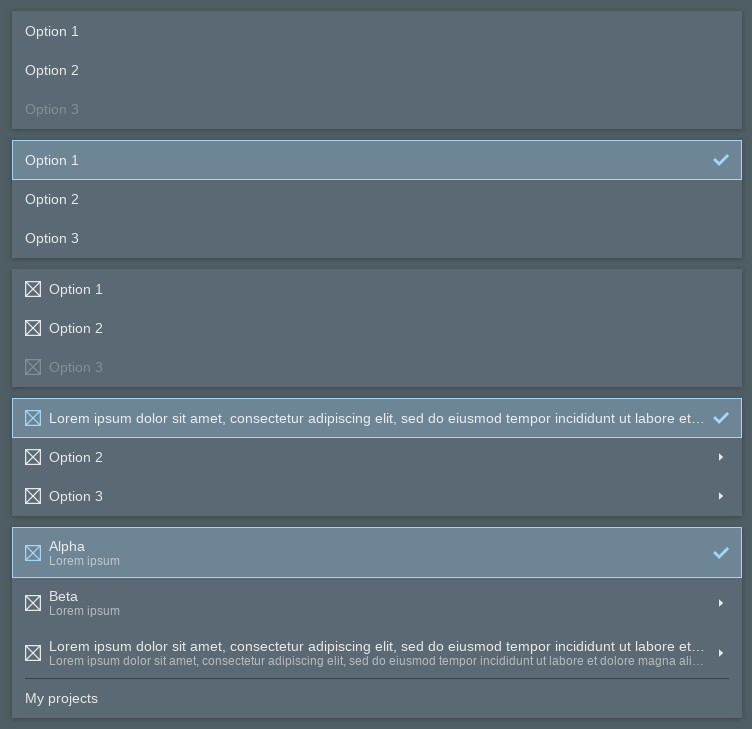 Option 1
Option 2
Option 3
Option 1
Option 2
Option 3
Option 1
Option 2
Option 3
Lorem ipsum dolor sit amet, consectetur adipiscing elit, sed do eiusmod tempor incididunt ut labore et…
Option 2
Option 3
Alpha
Lorem ipsum
Beta
Lorem ipsum
Lorem ipsum dolor sit amet, consectetur adipiscing elit, sed do eiusmod tempor incididunt ut labore et…
Lorem ipsum dolor sit amet, consectetur adipiscing elit, sed do eiusmod tempor incididunt ut labore et dolore magna ali…
My projects